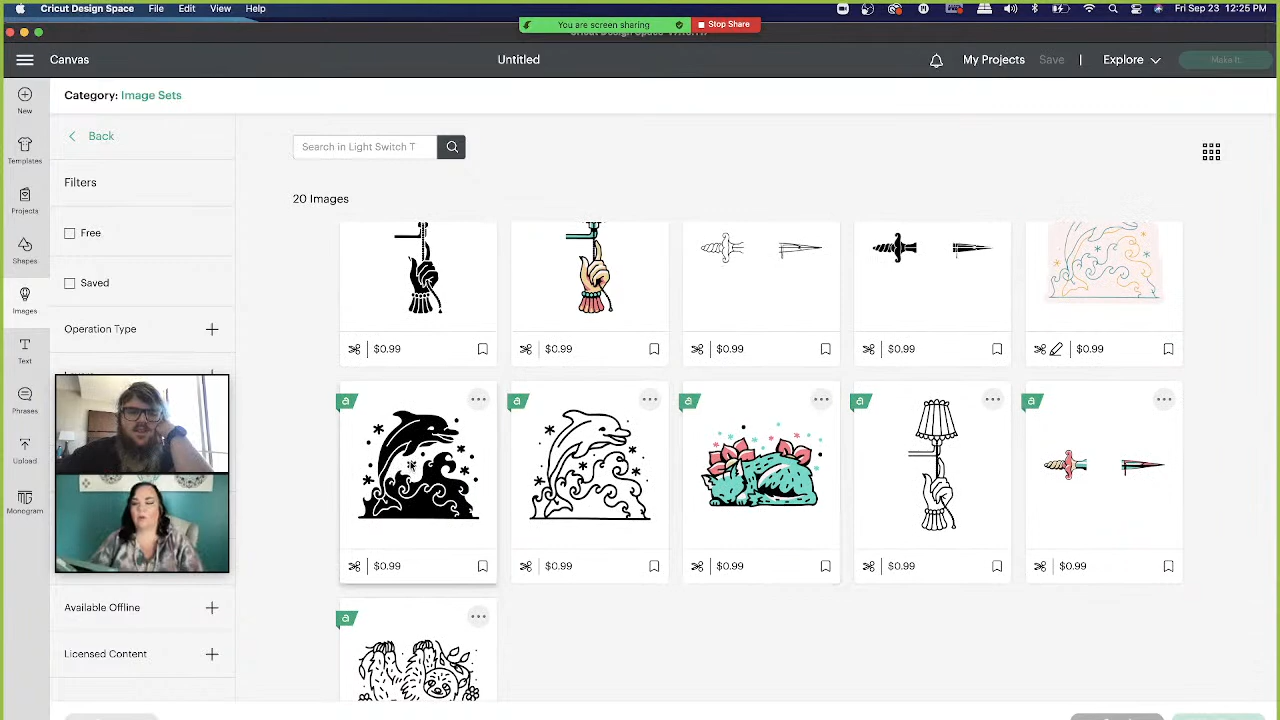 Cricut Design Space File Edit View Help
Fri Sep 23 12:25 PM
You are screen sharing
Stop Share
Canvas
Untitled
My Projects Save | Explore
Make It
Category: Image Sets
New
Back
Search in Light Switch T
Templates
Filters
20 Images
Projects
Free
Shapes
Saved
Images
Operation Type
$0.99 $0.99 $0.99 $0.99 $0.99
Text
Phrases
Upload
Monogram
a a a a a
$0.99 $0.99 $0.99 $0.99 $0.99
Available Offline
a
Licensed Content